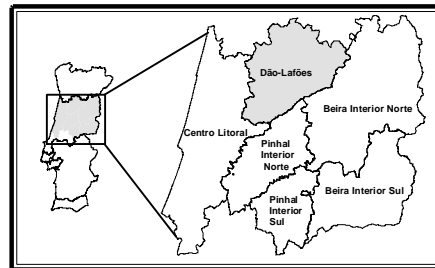 Dão-Lafões
Beira Interior Norte
Centro Litoral
Pinhal
Interior
Norte
Beira Interior Sul
Pinhal
Interior
Sul